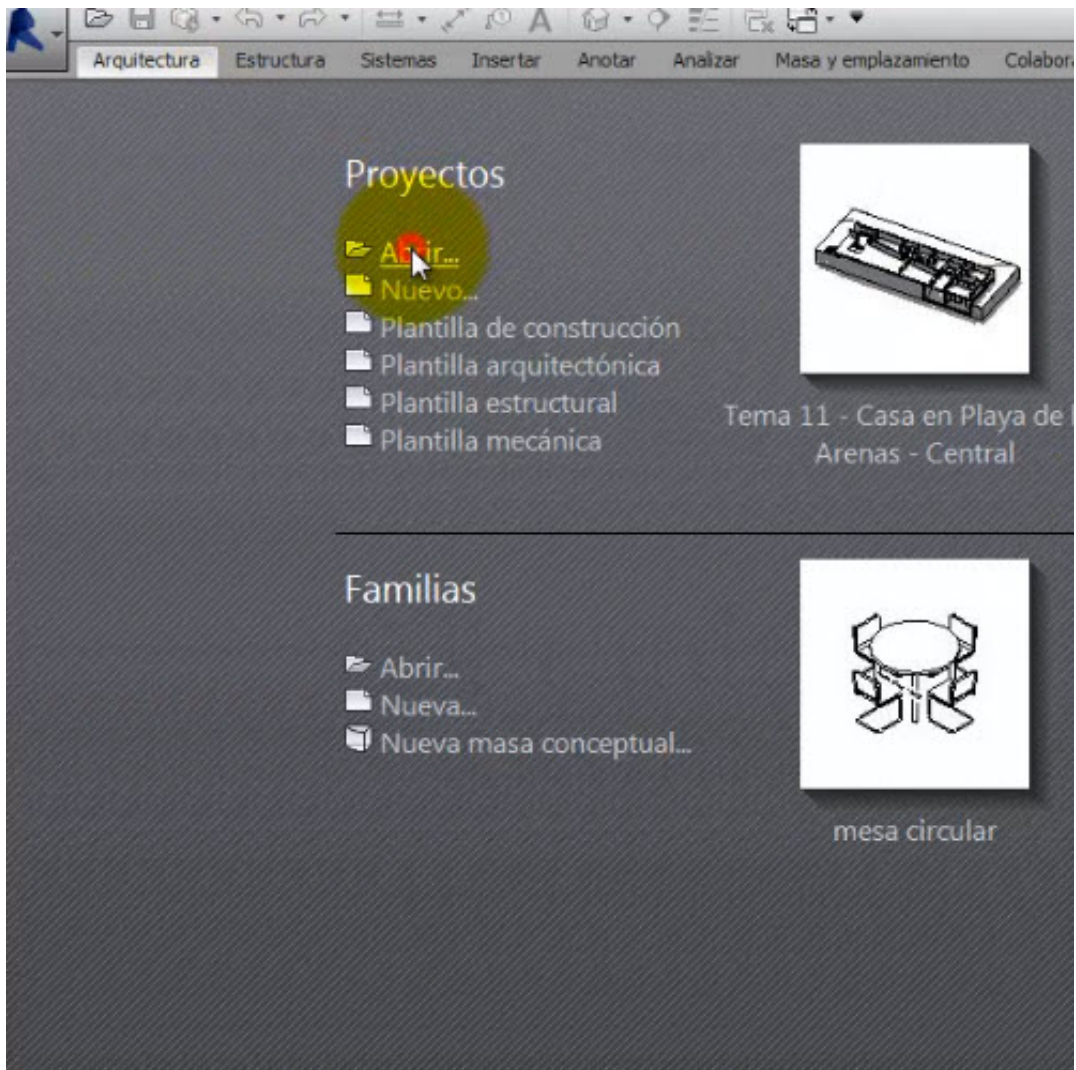 Arquitectura Estructura Sistemas Insertar Anotar Analizar Masa y emplazamiento Colabora
Proyectos
Abrir...
Nuevo...
Plantilla de construcción
Plantilla arquitectónica
Plantilla estructural
Plantilla mecánica
Tema 11 - Casa en Playa de
Arenas - Central
Familias
Abrir...
Nueva...
Nueva masa conceptual...
mesa circular